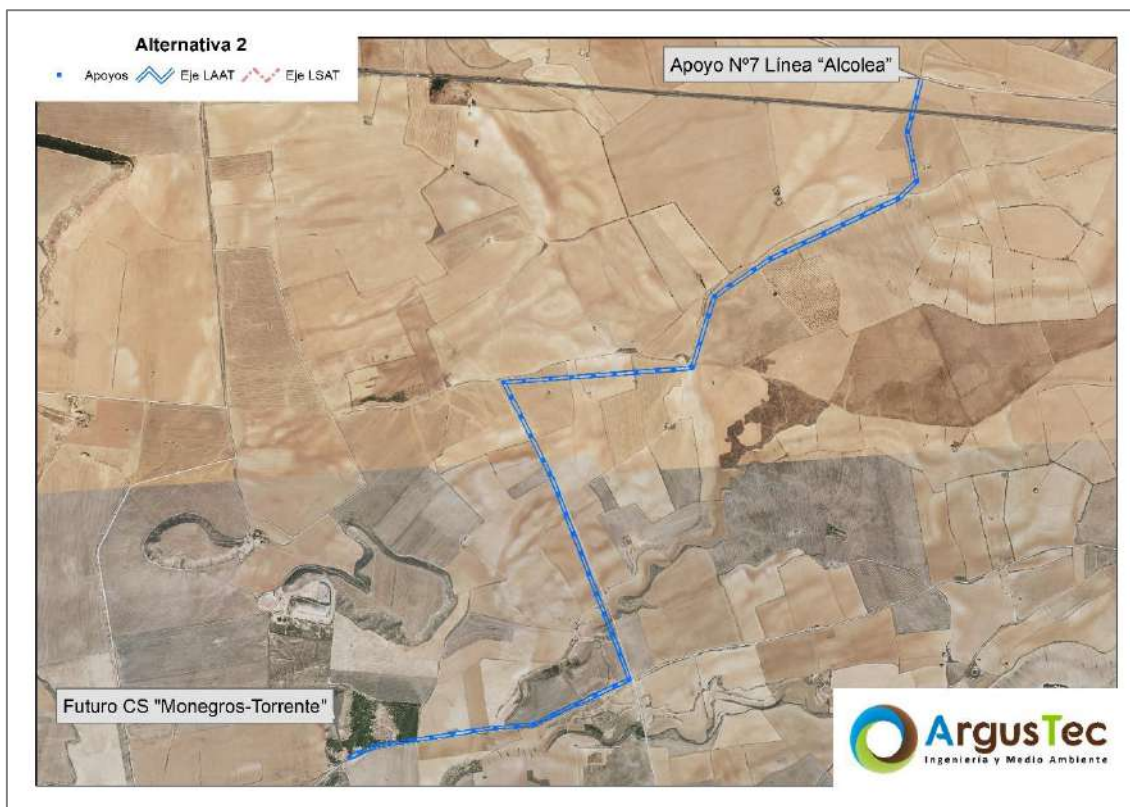 Alternativa 2
Apoyos Eje LAAT Eje LSAT
Apoyo Nº7 Línea “Alcolea”
Futuro CS "Monegros-Torrente"
ArgusTec
Ingeniería y Medio Ambiente